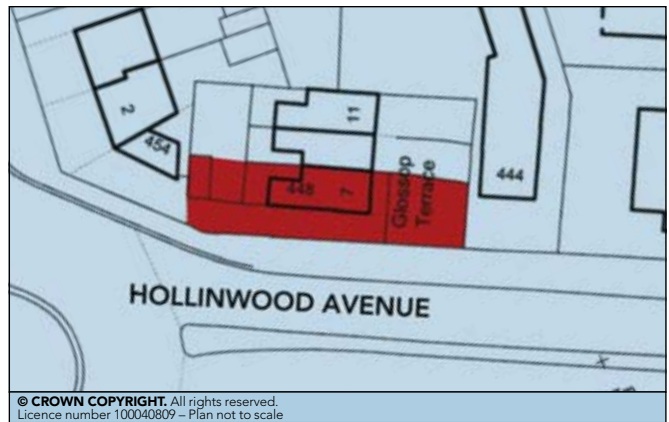 2
454
11
448
7
Glossop
Terrace
444
HOLLINWOOD AVENUE
© CROWN COPYRIGHT. All rights reserved.
Licence number 100040809 – Plan not to scale